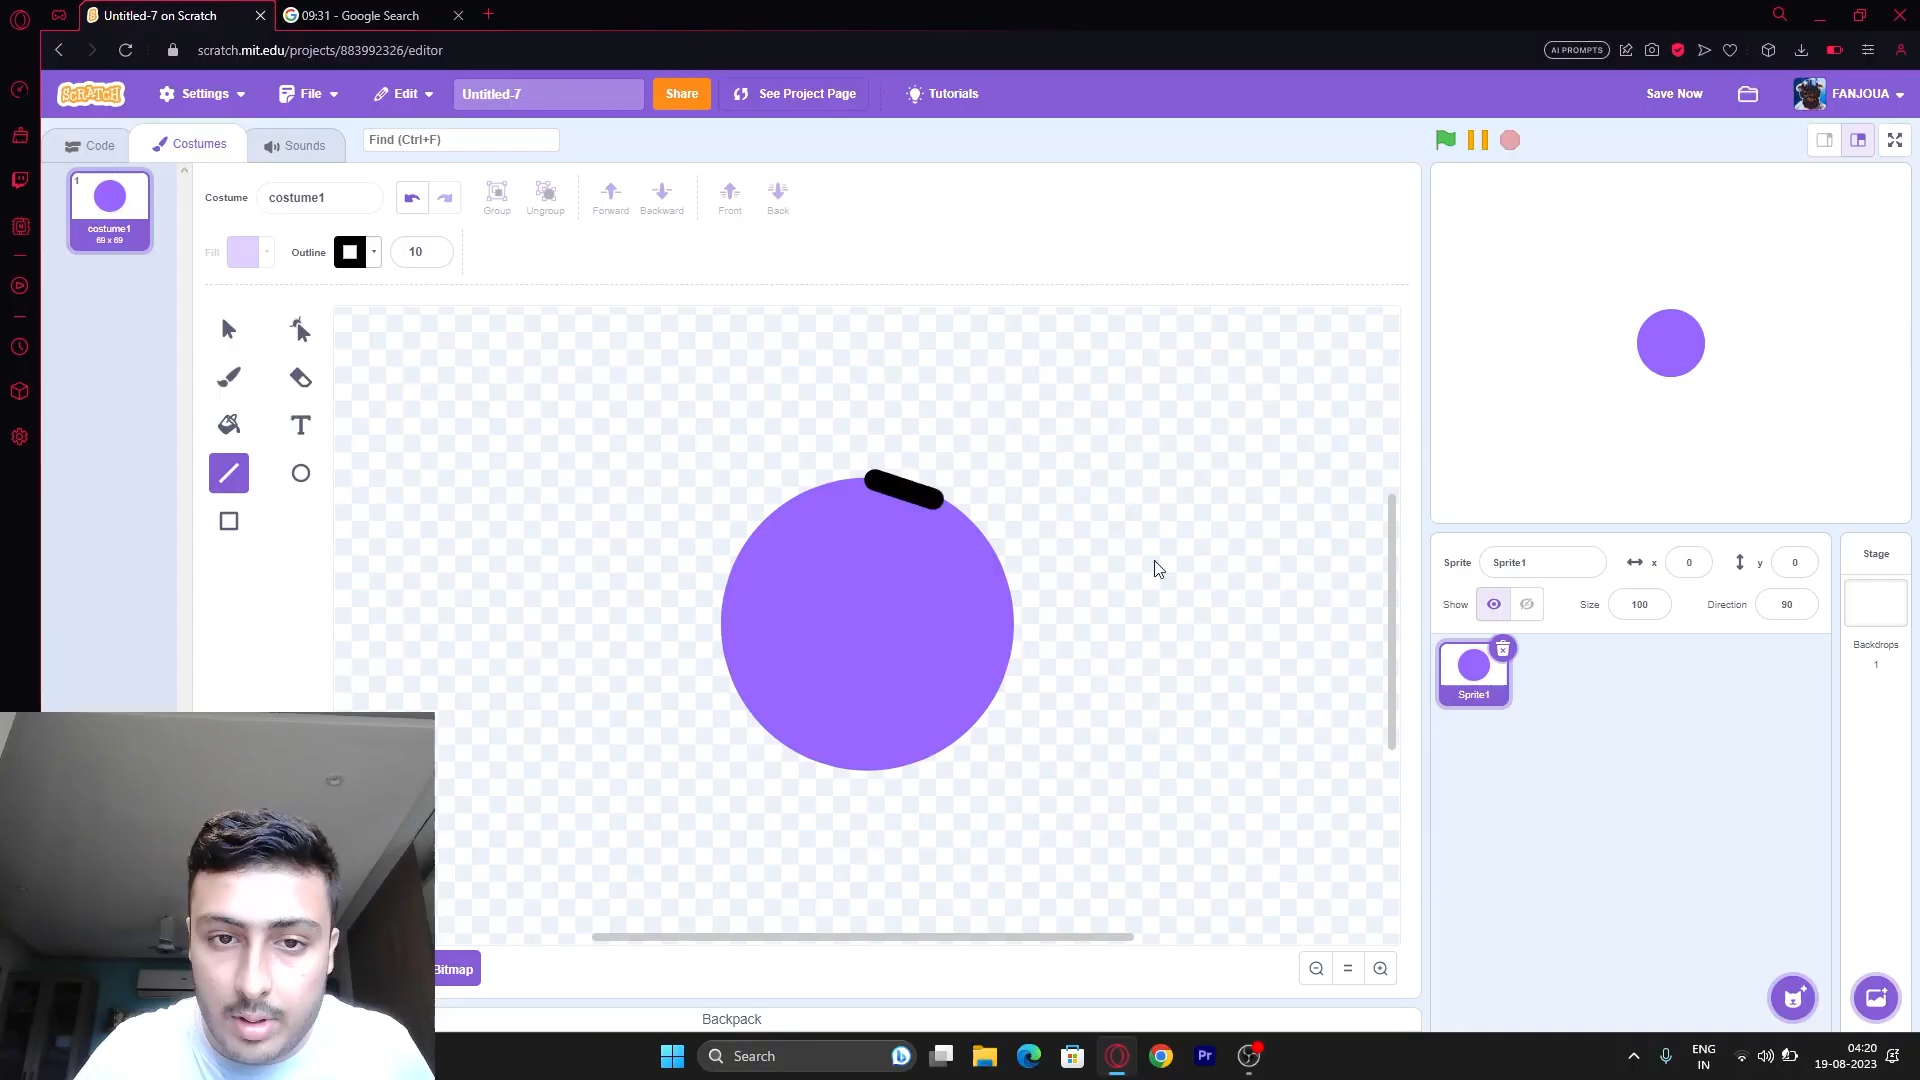 Untitled-7 on Scratch
09:31 - Google Search
scratch.mit.edu/projects/883992326/editor
AI PROMPTS
SCRATCH
Settings
File
Edit
Untitled-7
Share
See Project Page
Tutorials
Save Now
FANJOUA
Code
Costumes
Sounds
Find (Ctrl+F)
1
costume1
69 x 69
Costume
costume1
Group
Ungroup
Forward
Backward
Front
Back
Fill
Outline
10
T
Bitmap
Backpack
Sprite
Sprite1
x
0
y
0
Show
Size
100
Direction
90
Sprite1
Stage
Backdrops
1
Search
Pr
ENG
IN
04:20
19-08-2023